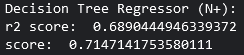 Decision Tree Regressor (N+):
r2 score:  0.6890444946339372
score:  0.7147141753580111